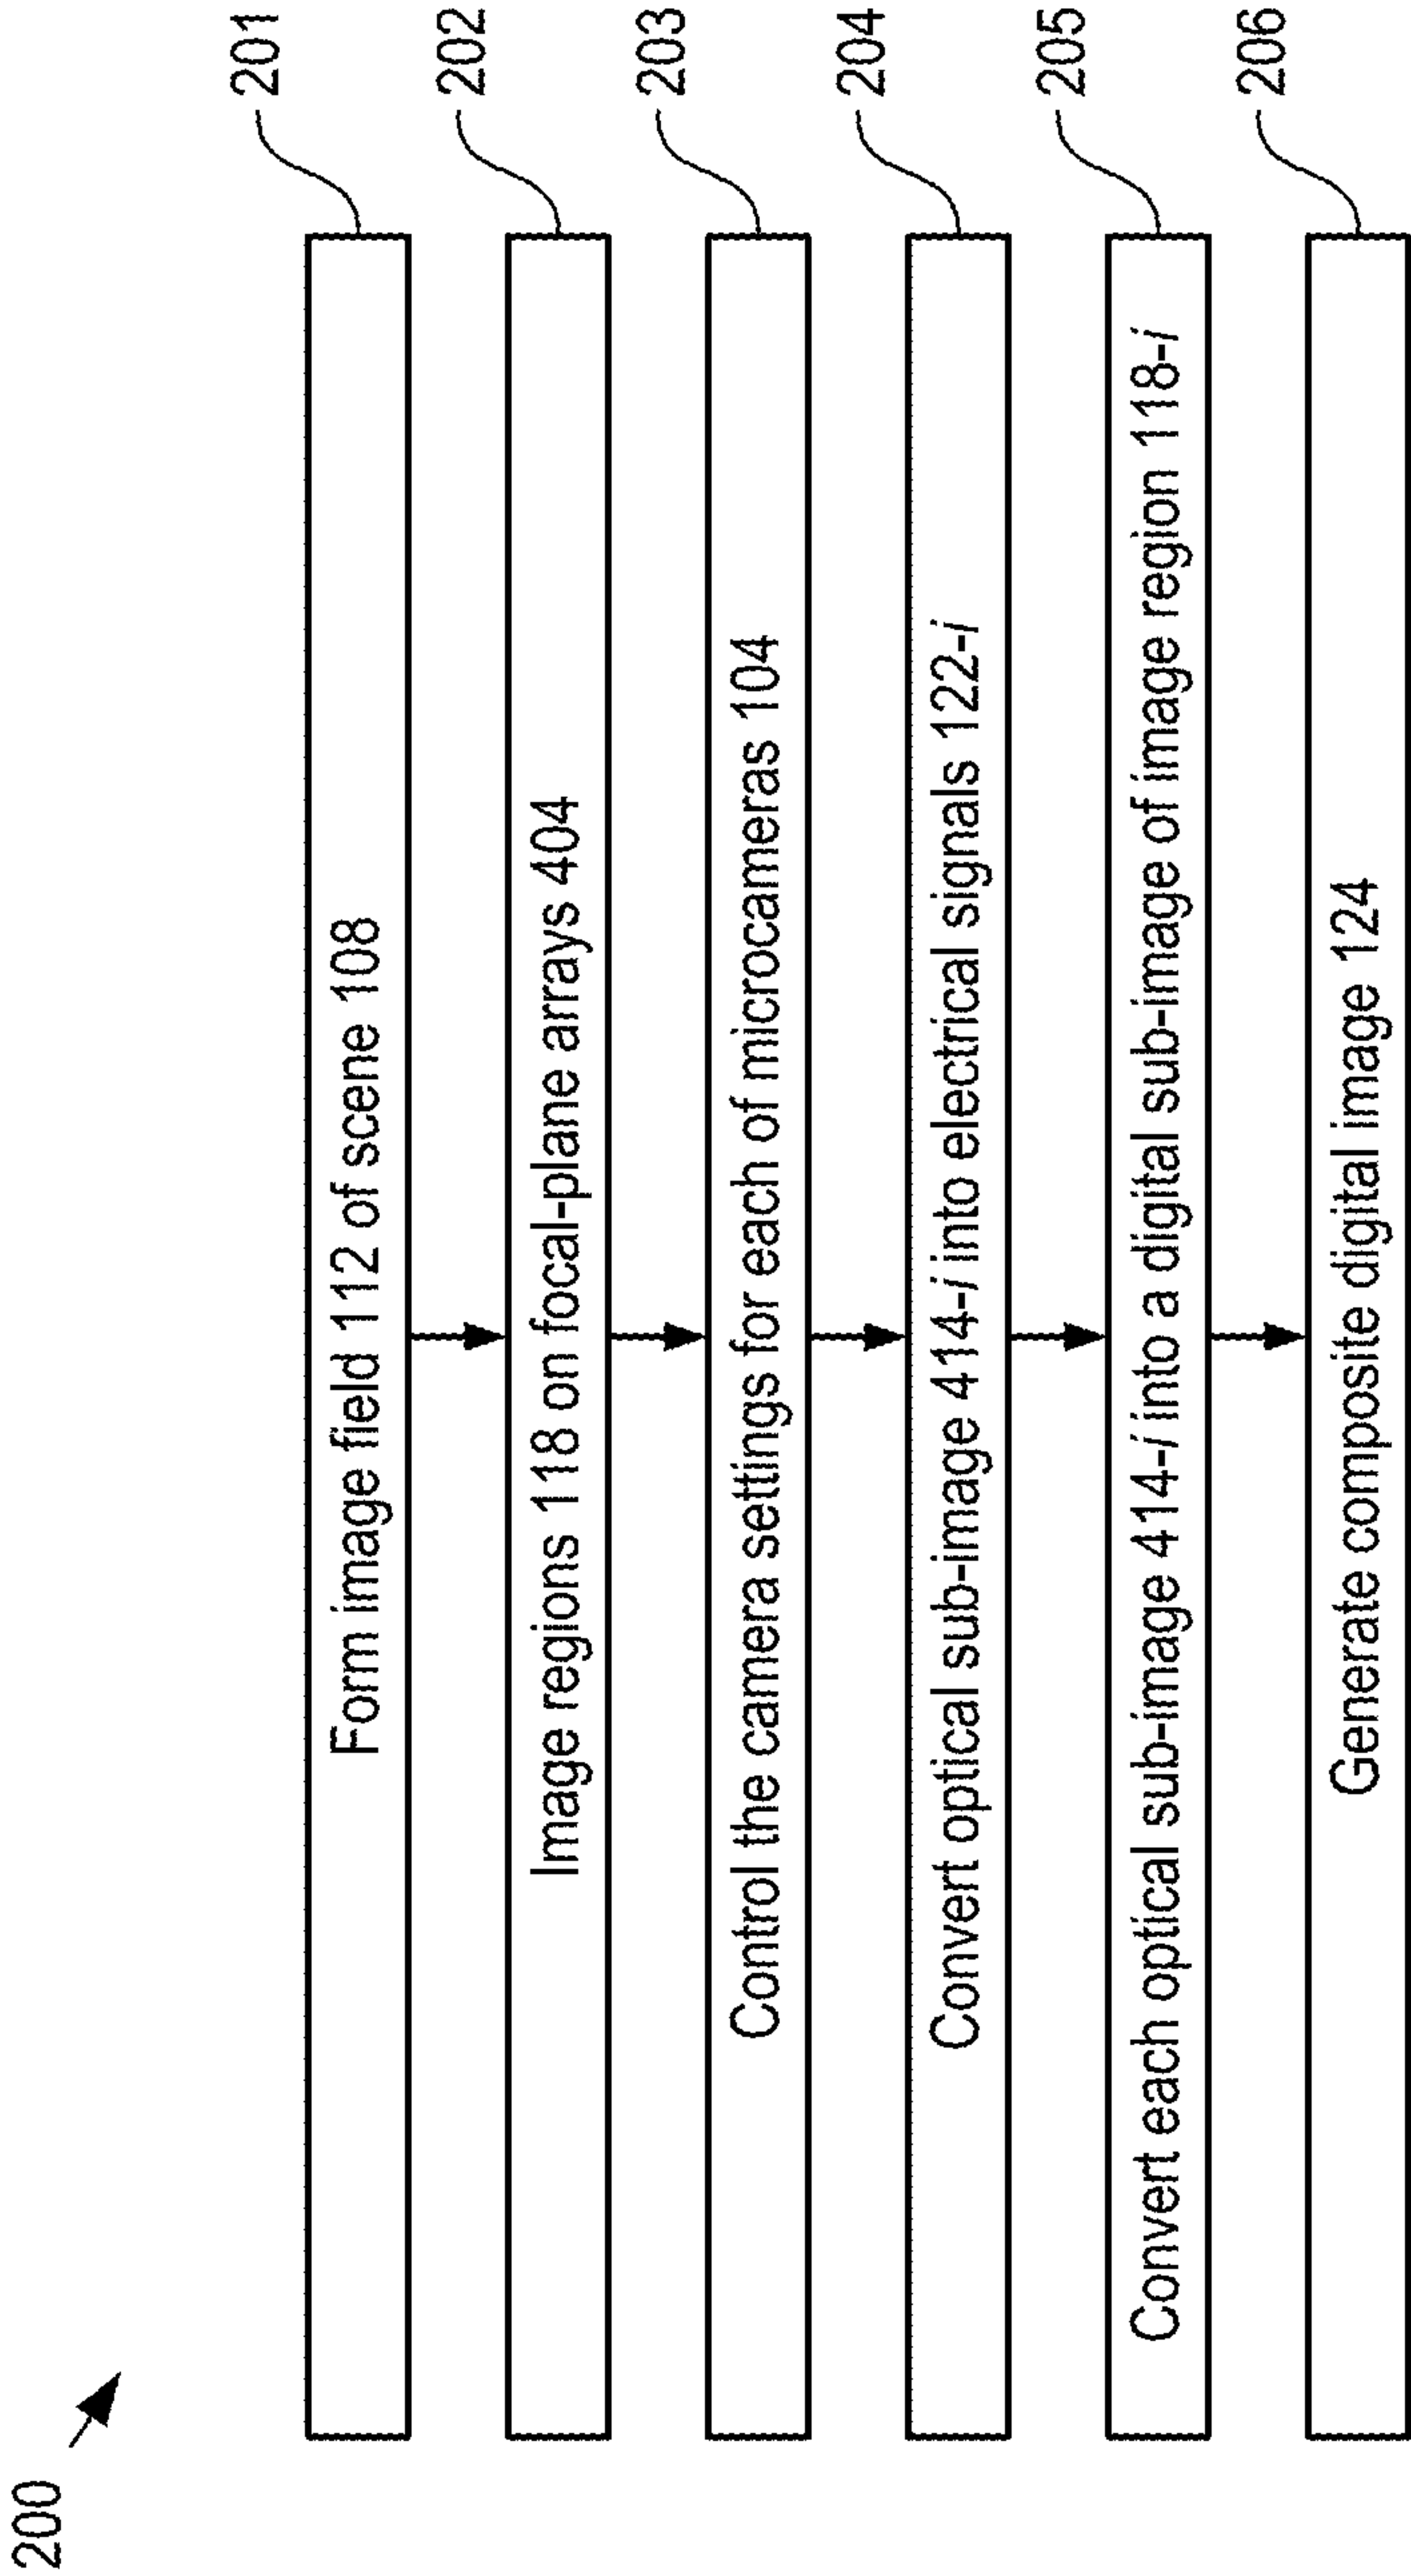 200
Form image field 112 of scene 108
201
Image regions 118 on focal-plane arrays 404
202
Control the camera settings for each of microcameras 104
203
Convert optical sub-image 414-i into electrical signals 122-i
204
Convert each optical sub-image 414-i into a digital sub-image of image region 118-i
205
Generate composite digital image 124
206